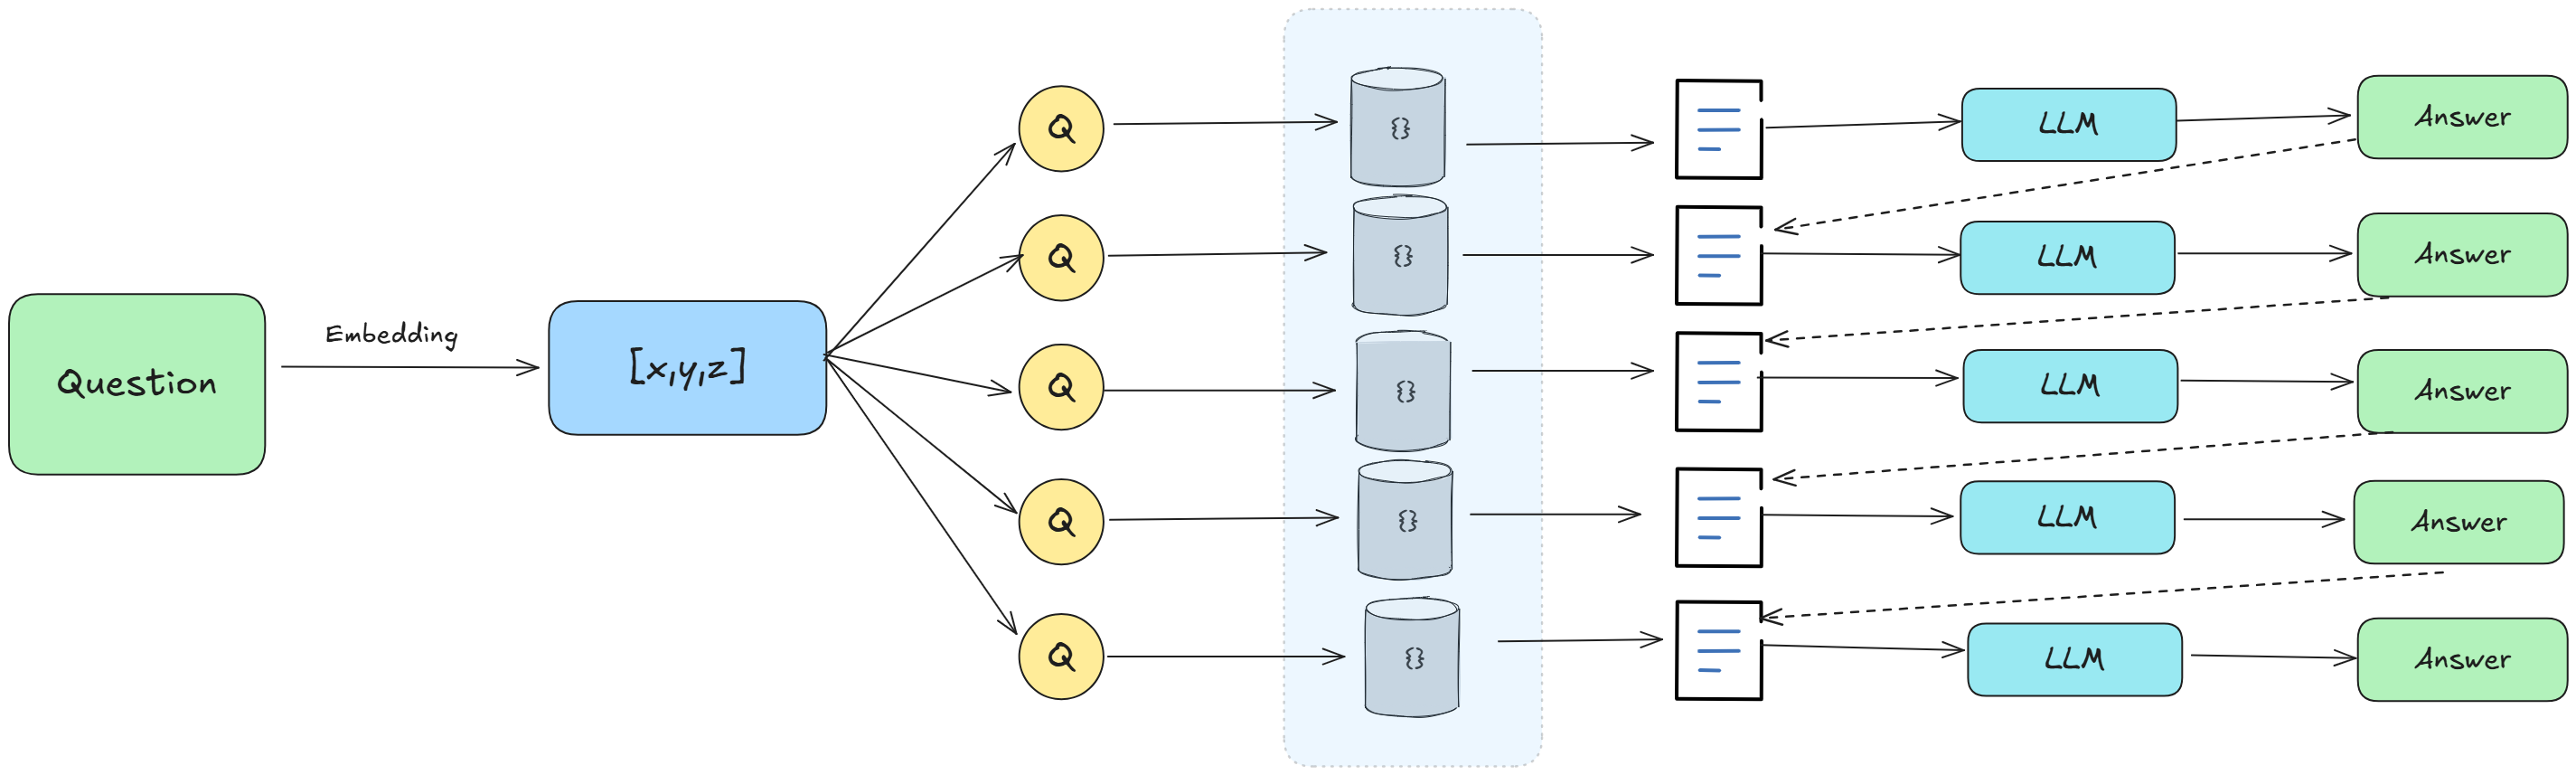 Question
Embedding
[x,y,z]
Q
{}
LLM
Answer
Q
{}
LLM
Answer
Q
{}
LLM
Answer
Q
{}
LLM
Answer
Q
{}
LLM
Answer